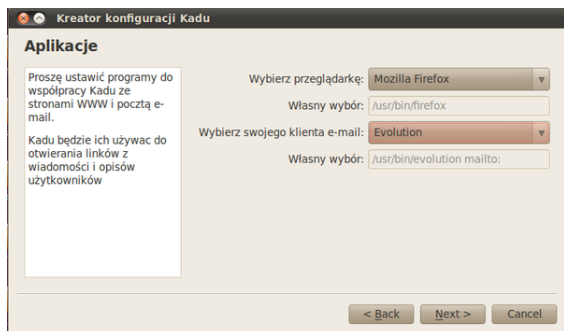 Kreator konfiguracji Kadu
Aplikacje
Proszę ustawić programy do
współpracy Kadu ze
stronami WWW i pocztą e-
mail.
Kadu będzie ich używac do
otwierania linków z
wiadomości i opisów
użytkowników
Wybierz przeglądarkę: Mozilla Firefox
Własny wybór: /usr/bin/firefox
Wybierz swojego klienta e-mail: Evolution
Własny wybór: /usr/bin/evolution mailto:
< Back Next > Cancel